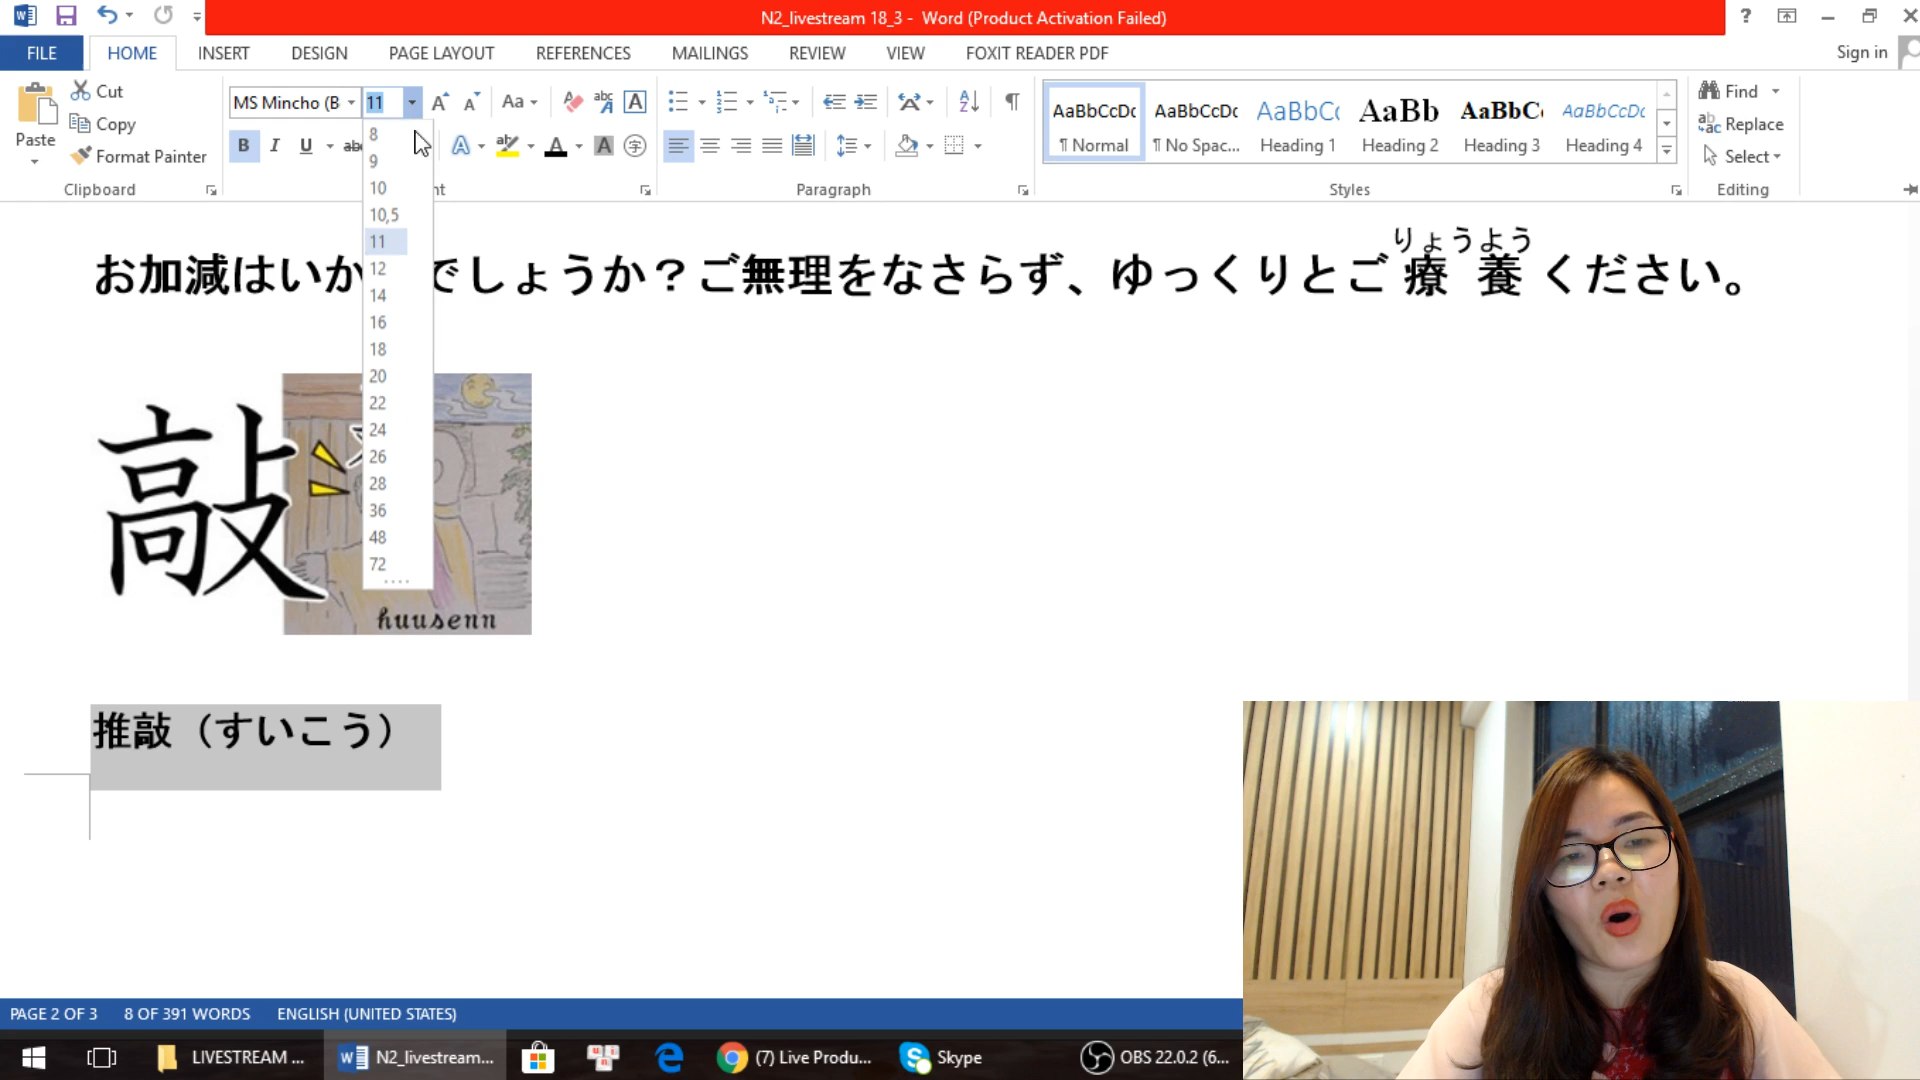 N2_livestream 18_3 - Word (Product Activation Failed)
?
FILE HOME INSERT DESIGN PAGE LAYOUT REFERENCES MAILINGS REVIEW VIEW FOXIT READER PDF Sign in
Paste
Cut
Copy
Format Painter
Clipboard
MS Mincho (B 11
Aa
B I U abc
Paragraph
AaBbCcDc ¶ Normal
AaBbCcDc ¶ No Spac...
AaBbCc Heading 1
AaBb Heading 2
AaBbC Heading 3
AaBbCcDc Heading 4
Styles
Find
Replace
Select
Editing
8
9
10
10,5
11
12
14
16
18
20
22
24
26
28
36
48
72
りょうよう
お加減はいか でしょうか？ご無理をなさらず、ゆっくりとご療養ください。
敲
huusenn
推敲（すいこう）
PAGE 2 OF 3 8 OF 391 WORDS ENGLISH (UNITED STATES)
LIVESTREAM ... N2_livestream... (7) Live Produ... Skype OBS 22.0.2 (6...